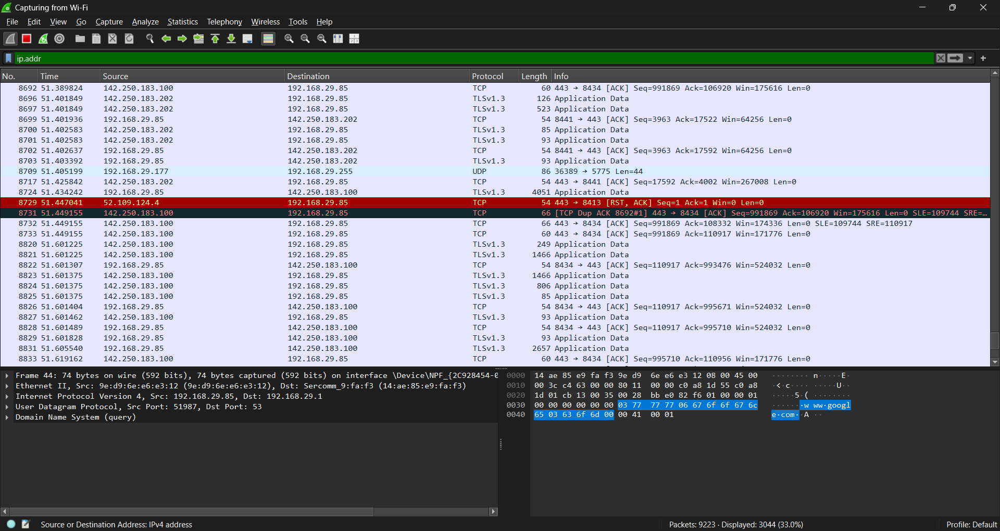 Capturing from Wi-Fi
File Edit View Go Capture Analyze Statistics Telephony Wireless Tools Help
ip.addr
No. Time Source Destination Protocol Length Info
8692 51.389824 142.250.183.100 192.168.29.85 TCP 60 443 → 8434 [ACK] Seq=991869 Ack=106920 Win=175616 Len=0
8696 51.401849 142.250.183.202 192.168.29.85 TLSv1.3 126 Application Data
8697 51.401849 142.250.183.202 192.168.29.85 TLSv1.3 523 Application Data
8699 51.401936 192.168.29.85 142.250.183.202 TCP 54 8441 → 443 [ACK] Seq=3963 Ack=17522 Win=64256 Len=0
8700 51.402583 142.250.183.202 192.168.29.85 TLSv1.3 85 Application Data
8701 51.402583 142.250.183.202 192.168.29.85 TLSv1.3 93 Application Data
8702 51.402637 192.168.29.85 142.250.183.202 TCP 54 8441 → 443 [ACK] Seq=3963 Ack=17592 Win=64256 Len=0
8703 51.403392 192.168.29.85 142.250.183.202 TLSv1.3 93 Application Data
8709 51.405199 192.168.29.177 192.168.29.255 UDP 86 36389 → 5775 Len=44
8717 51.425842 142.250.183.202 192.168.29.85 TCP 54 443 → 8441 [ACK] Seq=17592 Ack=4002 Win=267008 Len=0
8724 51.434242 192.168.29.85 142.250.183.100 TLSv1.3 4051 Application Data
8729 51.447041 52.109.124.4 192.168.29.85 TCP 54 443 → 8413 [RST, ACK] Seq=1 Ack=1 Win=0 Len=0
8731 51.449155 142.250.183.100 192.168.29.85 TCP 66 [TCP Dup ACK 8692#1] 443 → 8434 [ACK] Seq=991869 Ack=106920 Win=175616 Len=0 SLE=109744 SRE=…
8732 51.449155 142.250.183.100 192.168.29.85 TCP 66 443 → 8434 [ACK] Seq=991869 Ack=108332 Win=174336 Len=0 SLE=109744 SRE=110917
8733 51.449155 142.250.183.100 192.168.29.85 TCP 60 443 → 8434 [ACK] Seq=991869 Ack=110917 Win=171776 Len=0
8820 51.601225 142.250.183.100 192.168.29.85 TLSv1.3 249 Application Data
8821 51.601225 142.250.183.100 192.168.29.85 TLSv1.3 1466 Application Data
8822 51.601307 192.168.29.85 142.250.183.100 TCP 54 8434 → 443 [ACK] Seq=110917 Ack=993476 Win=524032 Len=0
8823 51.601375 142.250.183.100 192.168.29.85 TLSv1.3 1466 Application Data
8824 51.601375 142.250.183.100 192.168.29.85 TLSv1.3 806 Application Data
8825 51.601375 142.250.183.100 192.168.29.85 TLSv1.3 85 Application Data
8826 51.601404 192.168.29.85 142.250.183.100 TCP 54 8434 → 443 [ACK] Seq=110917 Ack=995671 Win=524032 Len=0
8827 51.601462 142.250.183.100 192.168.29.85 TLSv1.3 93 Application Data
8828 51.601489 192.168.29.85 142.250.183.100 TCP 54 8434 → 443 [ACK] Seq=110917 Ack=995710 Win=524032 Len=0
8829 51.601828 192.168.29.85 142.250.183.100 TLSv1.3 93 Application Data
8831 51.605540 192.168.29.85 142.250.183.100 TLSv1.3 2657 Application Data
8833 51.619162 142.250.183.100 192.168.29.85 TCP 60 443 → 8434 [ACK] Seq=995710 Ack=110956 Win=171776 Len=0
Frame 44: 74 bytes on wire (592 bits), 74 bytes captured (592 bits) on interface \Device\NPF_{2C928454-0
Ethernet II, Src: 9e:d9:6e:e6:e3:12 (9e:d9:6e:e6:e3:12), Dst: Sercomm_9:fa:f3 (14:ae:85:e9:fa:f3)
Internet Protocol Version 4, Src: 192.168.29.85, Dst: 192.168.29.1
User Datagram Protocol, Src Port: 51987, Dst Port: 53
Domain Name System (query)
0000 14 ae 85 e9 fa f3 9e d9 6e e6 e3 12 08 00 45 00 ········ n·····E·
0010 00 3c c4 63 00 00 80 11 00 00 c0 a8 1d 55 c0 a8 ·<·c···· ·····U··
0020 1d 01 cb 13 00 35 00 28 bb e0 82 f6 01 00 00 01 ·····5·( ········
0030 00 00 00 00 00 00 03 77 77 77 06 67 6f 6f 67 6c ·······w ww·googl
0040 65 03 63 6f 6d 00 00 41 00 01 e·com··A ··
Source or Destination Address: IPv4 address
Packets: 9223 · Displayed: 3044 (33.0%)
Profile: Default